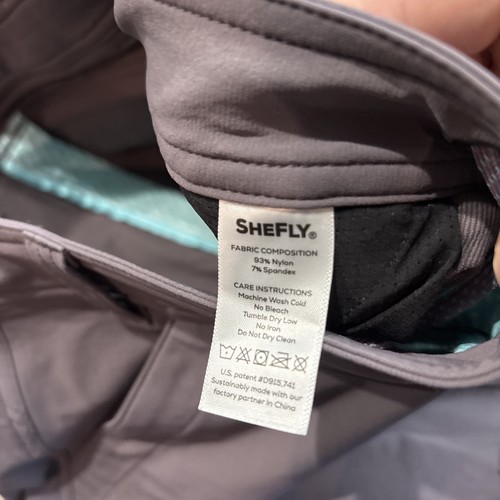 SHEFLY®
FABRIC COMPOSITION
93% Nylon
7% Spandex
CARE INSTRUCTIONS
Machine Wash Cold
No Bleach
Tumble Dry Low
No Iron
Do Not Dry Clean
U.S. patent #D915,741
Sustainably made with our
factory partner in China